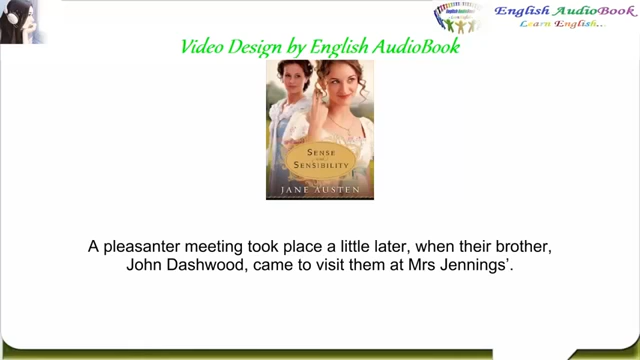 English AudioBook
Learn English...
Video Design by English AudioBook
SENSE
and
SENSIBILITY
JANE AUSTEN
A pleasanter meeting took place a little later, when their brother,
John Dashwood, came to visit them at Mrs Jennings’.